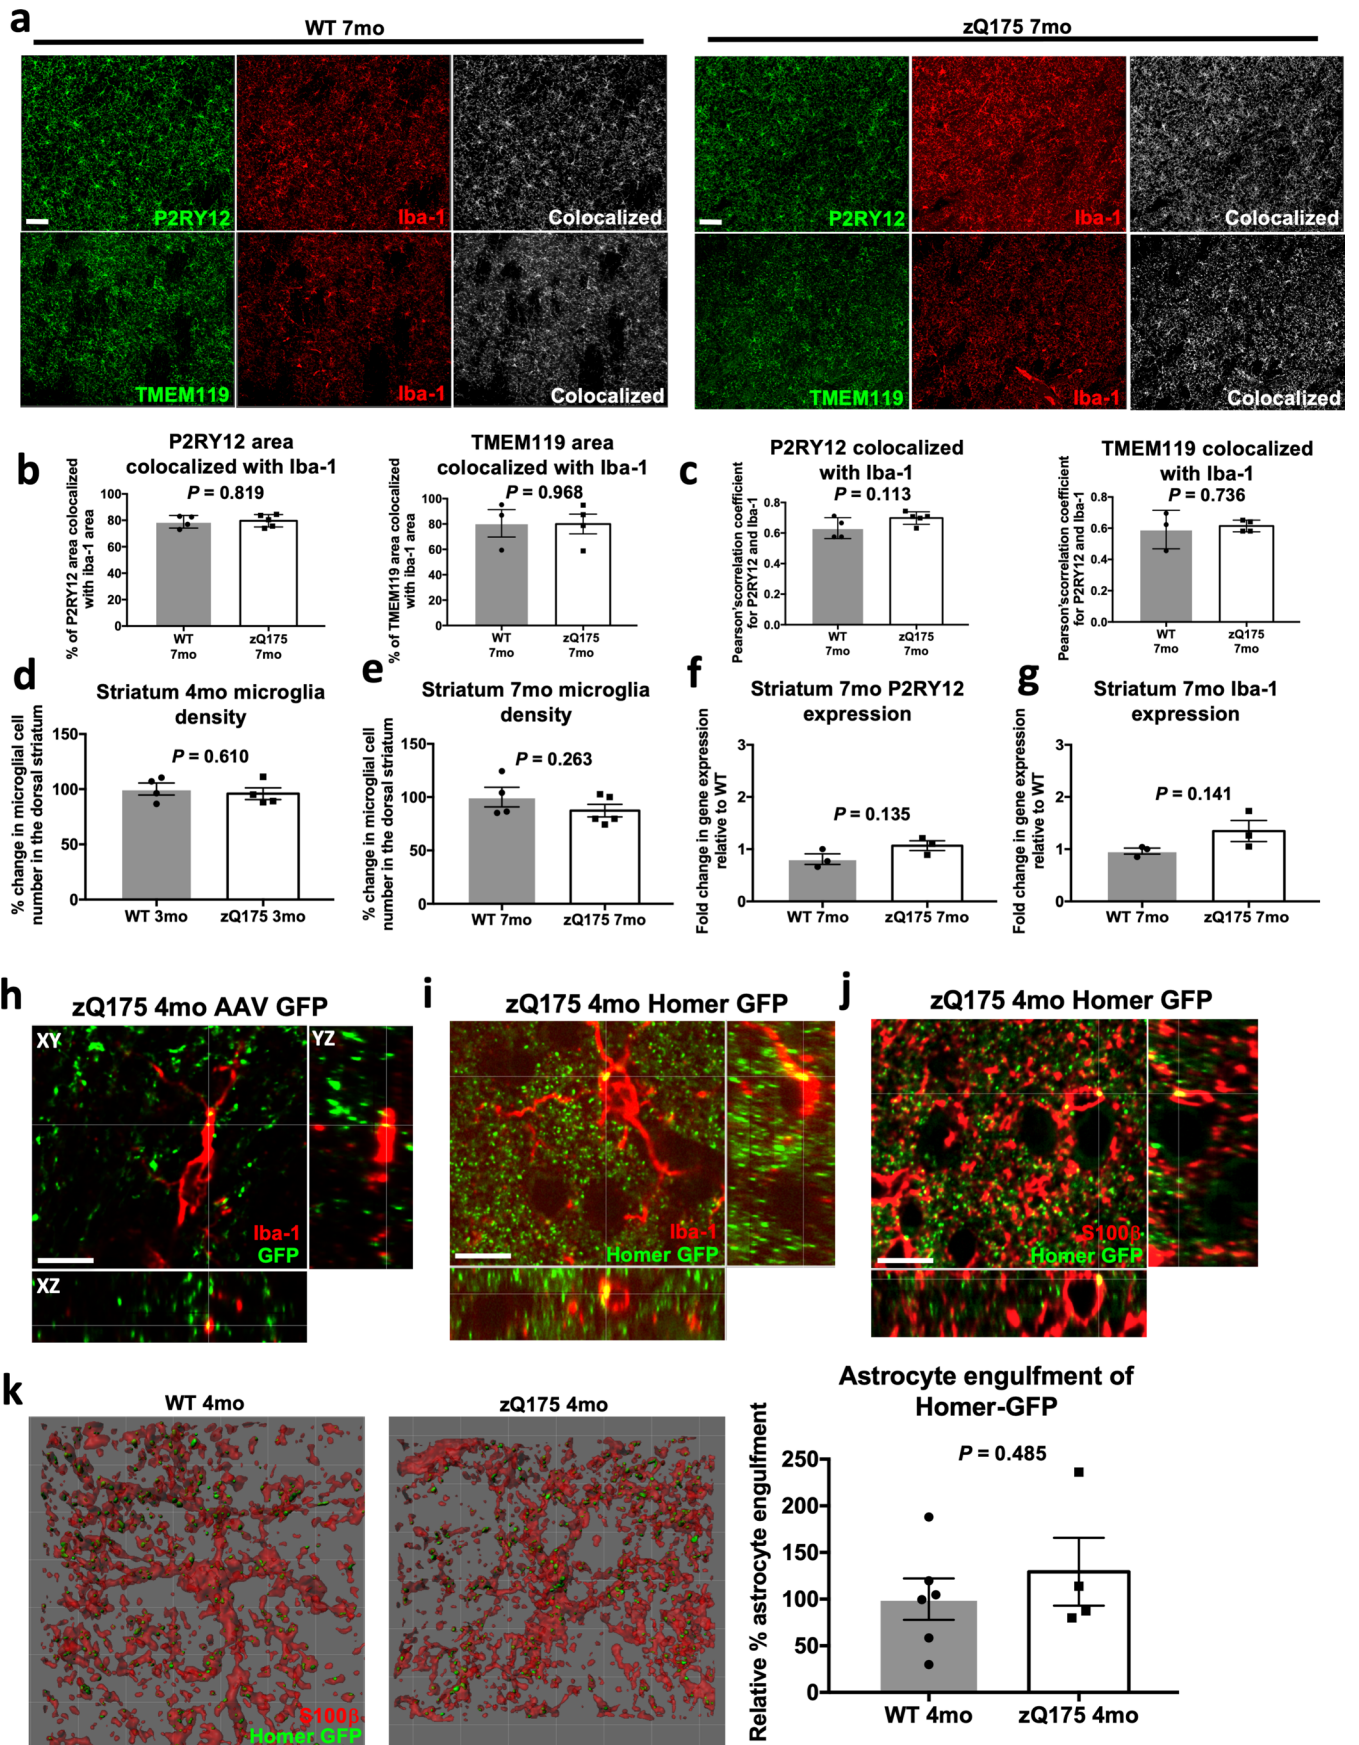 a
WT 7mo
zQ175 7mo
P2RY12
Iba-1
Colocalized
P2RY12
Iba-1
Colocalized
TMEM119
Iba-1
Colocalized
TMEM119
Iba-1
Colocalized
b
P2RY12 area
colocalized with Iba-1
P = 0.819
% of P2RY12 area colocalized
with iba-1 area
100
80
60
40
20
0
WT
7mo
zQ175
7mo
TMEM119 area
colocalized with Iba-1
P = 0.968
% of TMEM119 area colocalized
with iba-1 area
100
80
60
40
20
0
WT
7mo
zQ175
7mo
c
P2RY12 colocalized
with Iba-1
P = 0.113
Pearson'scorrelation coefficient
for P2RY12 and Iba-1
0.8
0.6
0.4
0.2
0.0
WT
7mo
zQ175
7mo
TMEM119 colocalized
with Iba-1
P = 0.736
Pearson'scorrelation coefficient
for P2RY12 and Iba-1
0.8
0.6
0.4
0.2
0.0
WT
7mo
zQ175
7mo
d
Striatum 4mo microglia
density
P = 0.610
% change in microglial cell
number in the dorsal striatum
150
100
50
0
WT 3mo
zQ175 3mo
e
Striatum 7mo microglia
density
P = 0.263
% change in microglial cell
number in the dorsal striatum
150
100
50
0
WT 7mo
zQ175 7mo
f
Striatum 7mo P2RY12
expression
P = 0.135
Fold change in gene expression
relative to WT
3
2
1
0
WT 7mo
zQ175 7mo
g
Striatum 7mo Iba-1
expression
P = 0.141
Fold change in gene expression
relative to WT
3
2
1
0
WT 7mo
zQ175 7mo
h
zQ175 4mo AAV GFP
XY
YZ
Iba-1
GFP
XZ
i
zQ175 4mo Homer GFP
Iba-1
Homer GFP
j
zQ175 4mo Homer GFP
S100β
Homer GFP
k
WT 4mo
S100β
Homer GFP
zQ175 4mo
Astrocyte engulfment of
Homer-GFP
P = 0.485
Relative % astrocyte engulfment
250
200
150
100
50
0
WT 4mo
zQ175 4mo